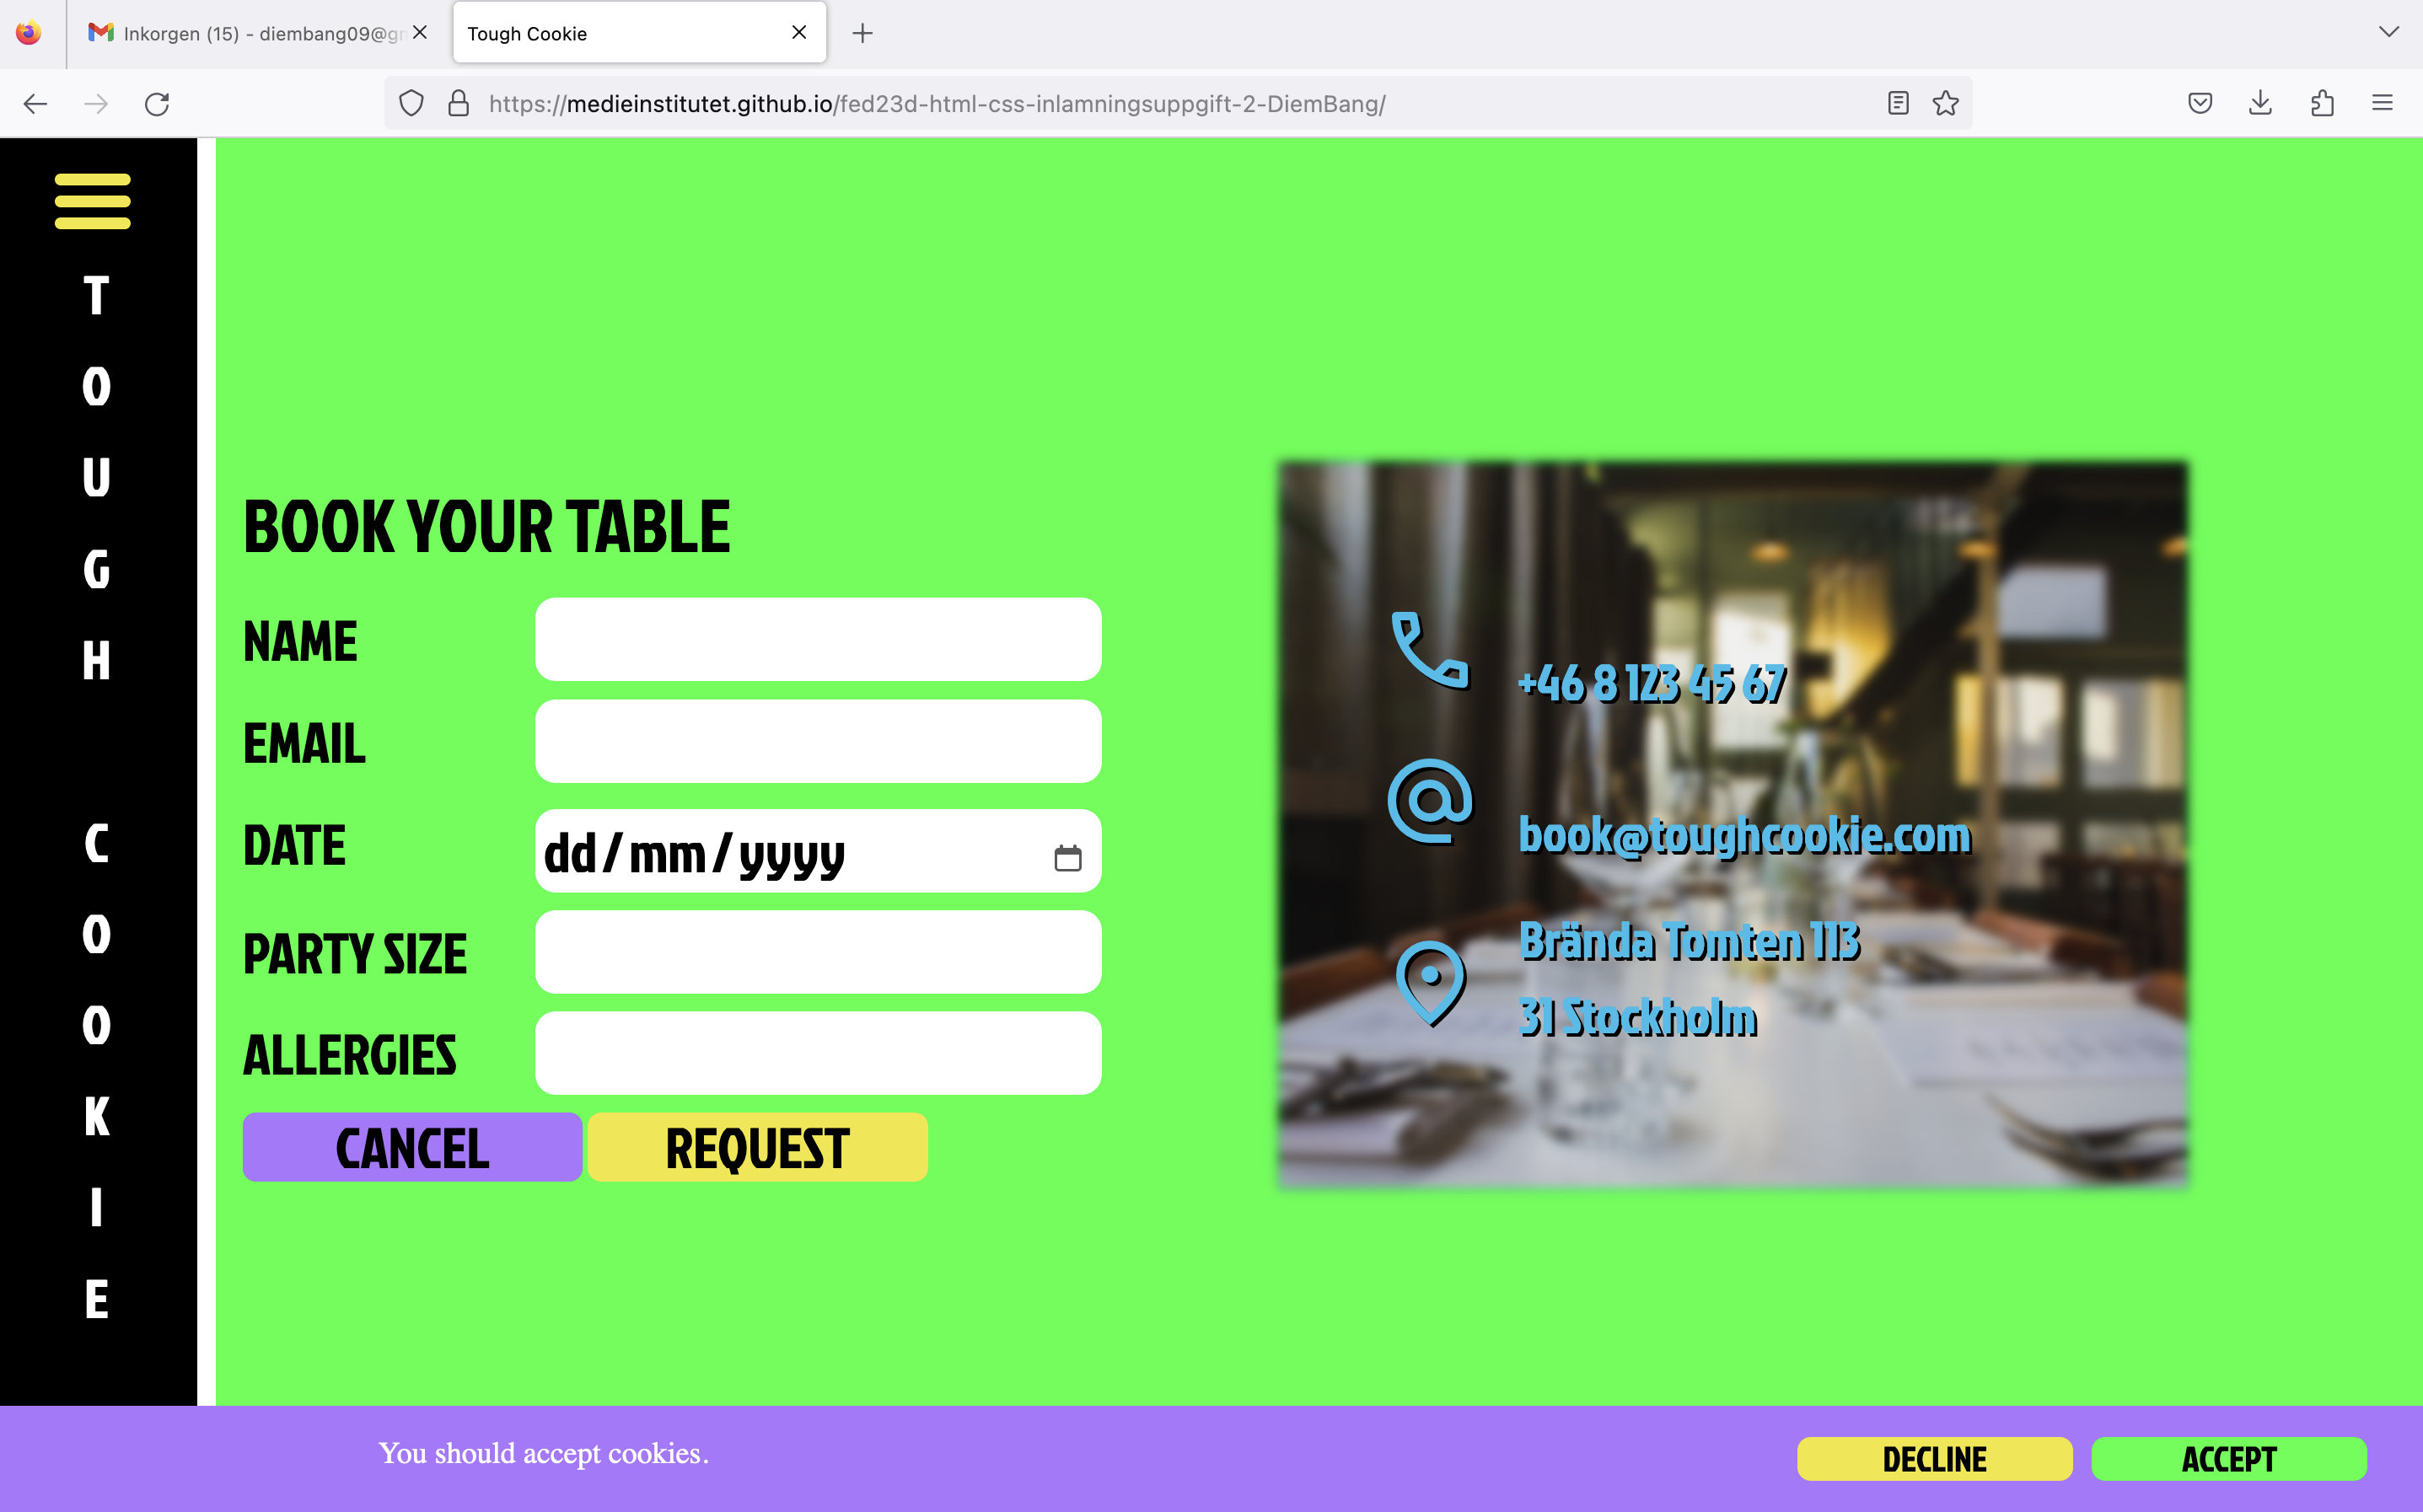 Inkorgen (15) - diembang09@gr
Tough Cookie
https://medieinstitutet.github.io/fed23d-html-css-inlamningsuppgift-2-DiemBang/
T
O
U
G
H
C
O
O
K
I
E
BOOK YOUR TABLE
NAME
EMAIL
DATE
dd/mm/yyyy
PARTY SIZE
ALLERGIES
CANCEL
REQUEST
+46 8 123 45 67
book@toughcookie.com
Brända Tomten 113
31 Stockholm
You should accept cookies.
DECLINE
ACCEPT